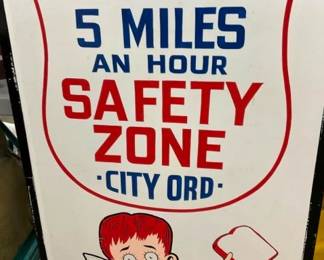 5 MILES
AN HOUR
SAFETY
ZONE
·CITY ORD·